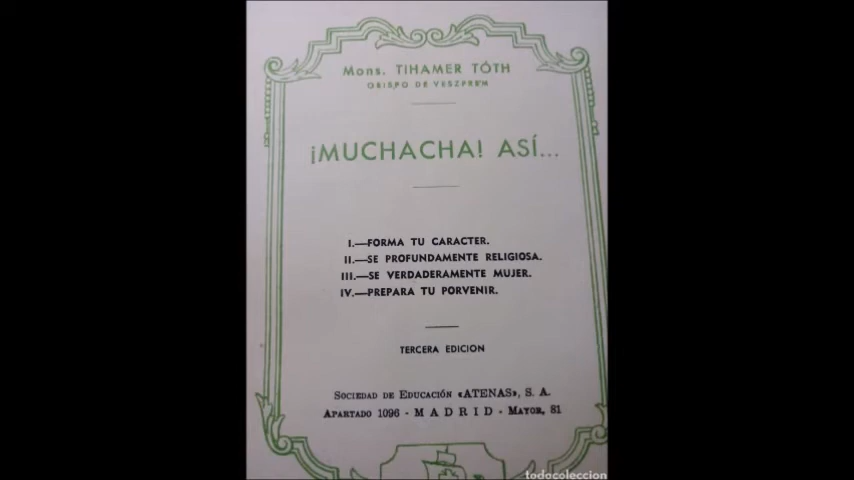 Mons. TIHAMER TÓTH
OBISPO DE VESZPREM
¡MUCHACHA! ASÍ...
I.—FORMA TU CARACTER.
II.—SE PROFUNDAMENTE RELIGIOSA.
III.—SE VERDADERAMENTE MUJER.
IV.—PREPARA TU PORVENIR.
TERCERA EDICION
SOCIEDAD DE EDUCACIÓN «ATENAS», S. A.
APARTADO 1096 - MADRID - MAYOR, 81
todocoleccion